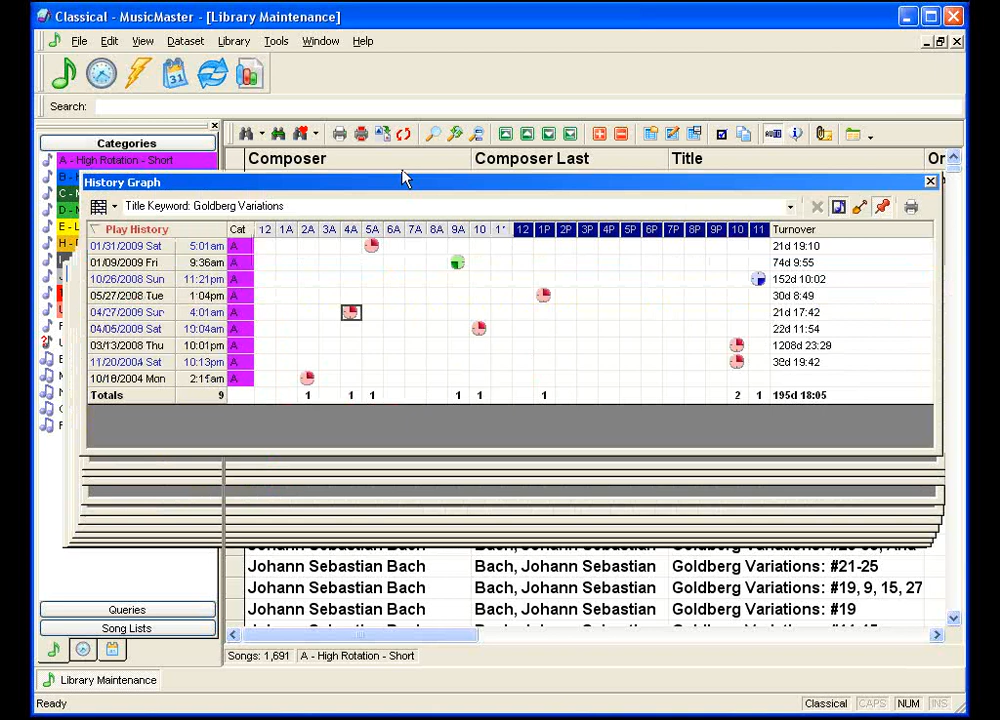 Classical - MusicMaster - [Library Maintenance]
File Edit View Dataset Library Tools Window Help
Search:
Categories
Composer Composer Last Title Or
A - High Rotation - Short
B -
C - M
D - M
E - L
H - D
History Graph
Title Keyword: Goldberg Variations
Play History Cat 12 1A 2A 3A 4A 5A 6A 7A 8A 9A 10 11 12 1P 2P 3P 4P 5P 6P 7P 8P 9P 10 11 Turnover
01/31/2009 Sat 5:01am A 21d 19:10
01/09/2009 Fri 9:36am A 74d 9:55
10/26/2008 Sun 11:21pm A 152d 10:02
05/27/2008 Tue 1:04pm A 30d 8:49
04/27/2008 Sun 4:01am A 21d 17:42
04/05/2008 Sat 10:04am A 22d 11:54
03/13/2008 Thu 10:01pm A 1208d 23:29
11/20/2004 Sat 10:13pm A 19:42
10/18/2004 Mon A
Totals 9 1 1 1 1 1 1 2 1 195d 18:05
Johann Sebastian Bach Bach, Johann Sebastian Goldberg Variations: #21-25
Johann Sebastian Bach Bach, Johann Sebastian Goldberg Variations: #19, 9, 15, 27
Johann Sebastian Bach Bach, Johann Sebastian Goldberg Variations: #19
Queries
Song Lists
Songs: 1,691 A - High Rotation - Short
Library Maintenance
Ready Classical CAPS NUM INS